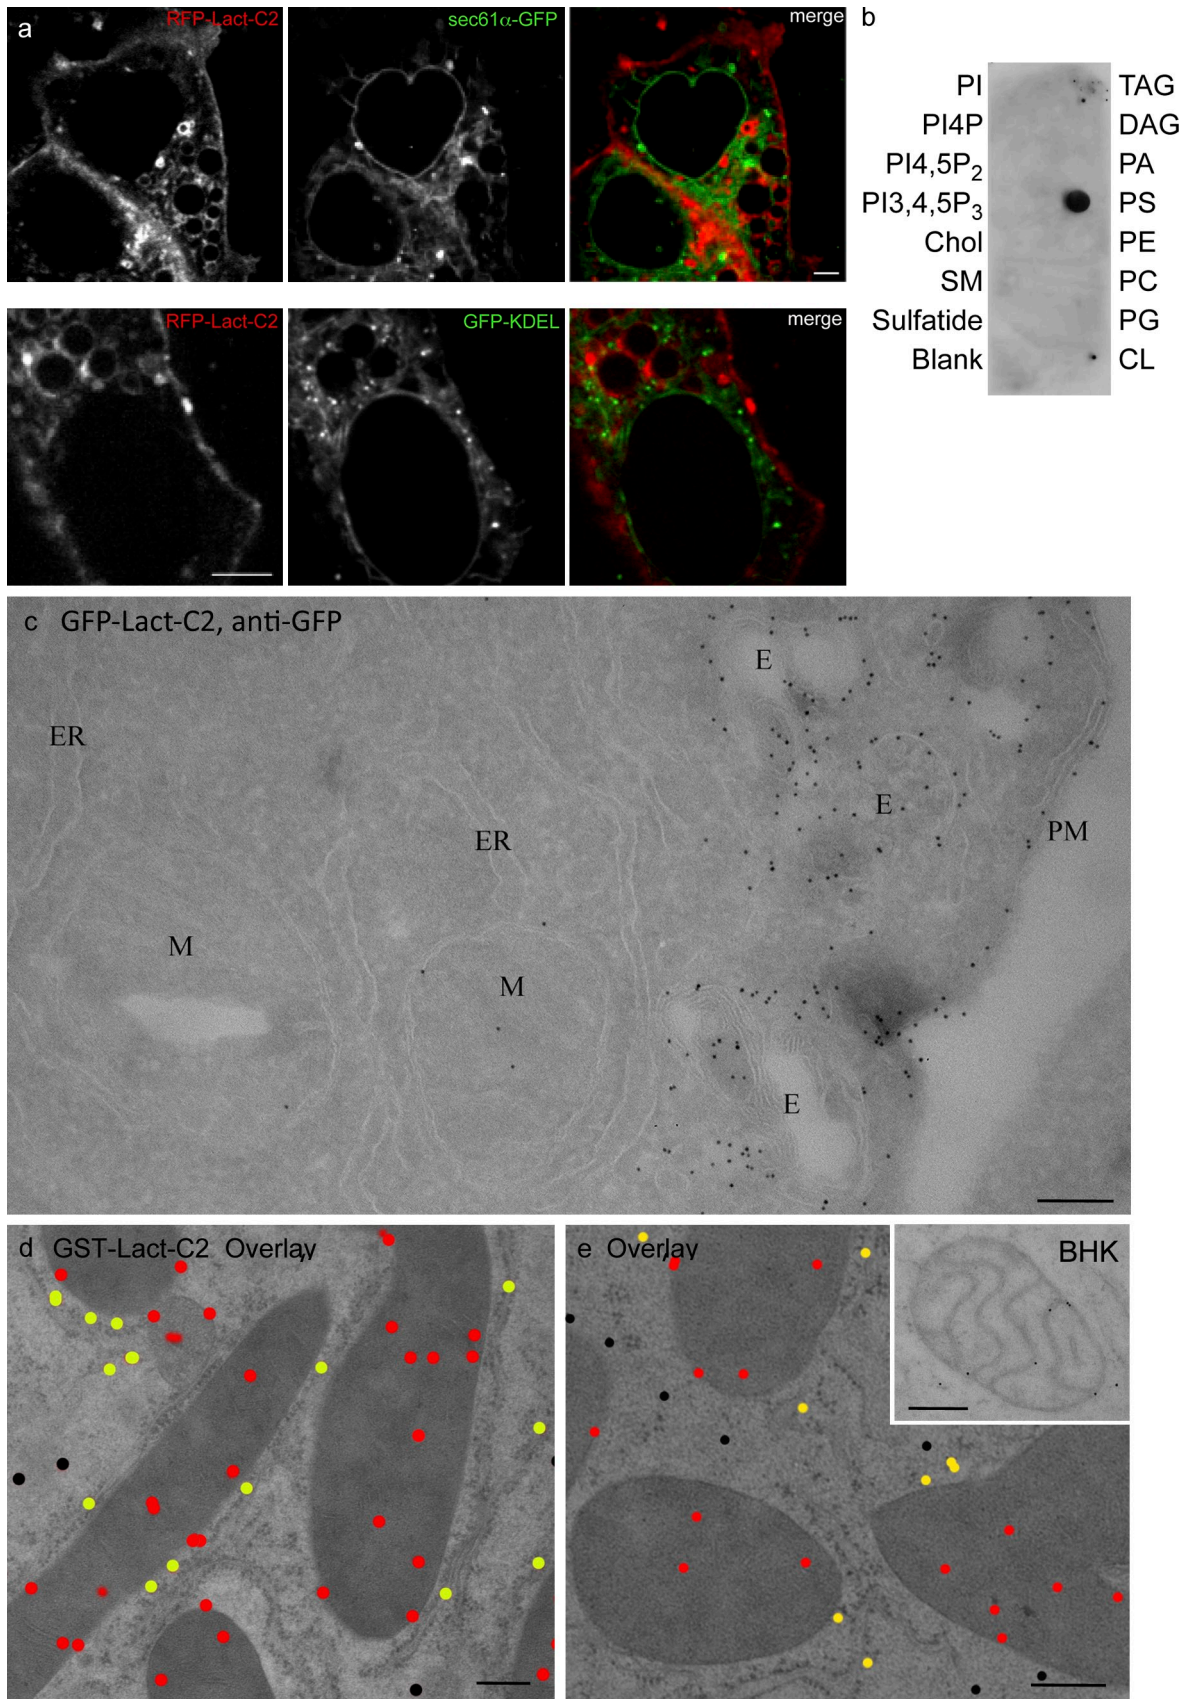 a
RFP-Lact-C2
sec61α-GFP
merge
b
PI
TAG
PI4P
DAG
PI4,5P2
PA
PI3,4,5P3
PS
Chol
PE
SM
PC
Sulfatide
PG
Blank
CL
RFP-Lact-C2
GFP-KDEL
merge
c GFP-Lact-C2, anti-GFP
E
ER
E
PM
ER
M
M
E
d GST-Lact-C2 Overlay
e Overlay
BHK